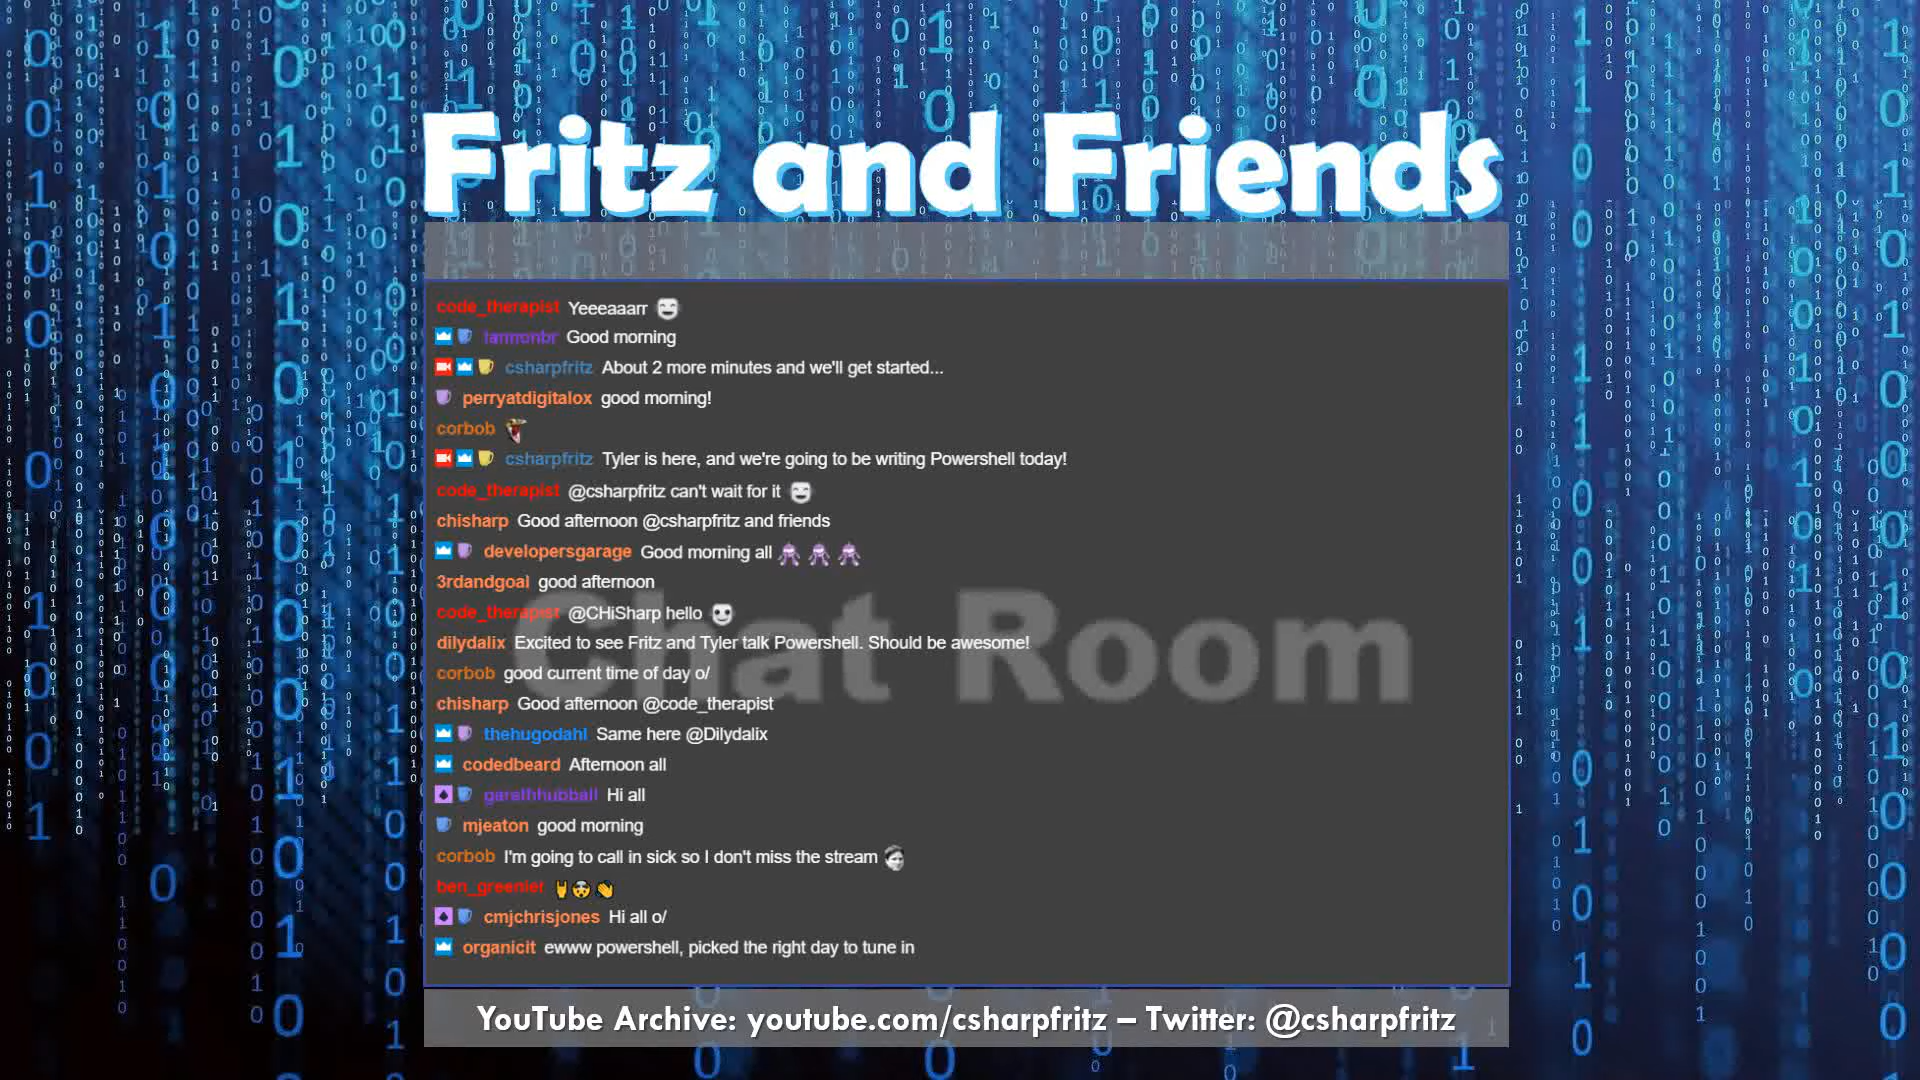 Fritz and Friends
code_therapist Yeeeaaarr
lannonbr Good morning
csharpfritz About 2 more minutes and we'll get started...
perryatdigitalox good morning!
corbob
csharpfritz Tyler is here, and we're going to be writing Powershell today!
code_therapist @csharpfritz can't wait for it
chisharp Good afternoon @csharpfritz and friends
developersgarage Good morning all
3rdandgoal good afternoon
code_therapist @CHiSharp hello
dilydalix Excited to see Fritz and Tyler talk Powershell. Should be awesome!
Chat Room
corbob good current time of day o/
chisharp Good afternoon @code_therapist
thehugodahl Same here @Dilydalix
codedbeard Afternoon all
garethhubball Hi all
mjeaton good morning
corbob I'm going to call in sick so I don't miss the stream
ben_greenier
cmjchrisjones Hi all o/
organicit ewww powershell, picked the right day to tune in
YouTube Archive: youtube.com/csharpfritz – Twitter: @csharpfritz